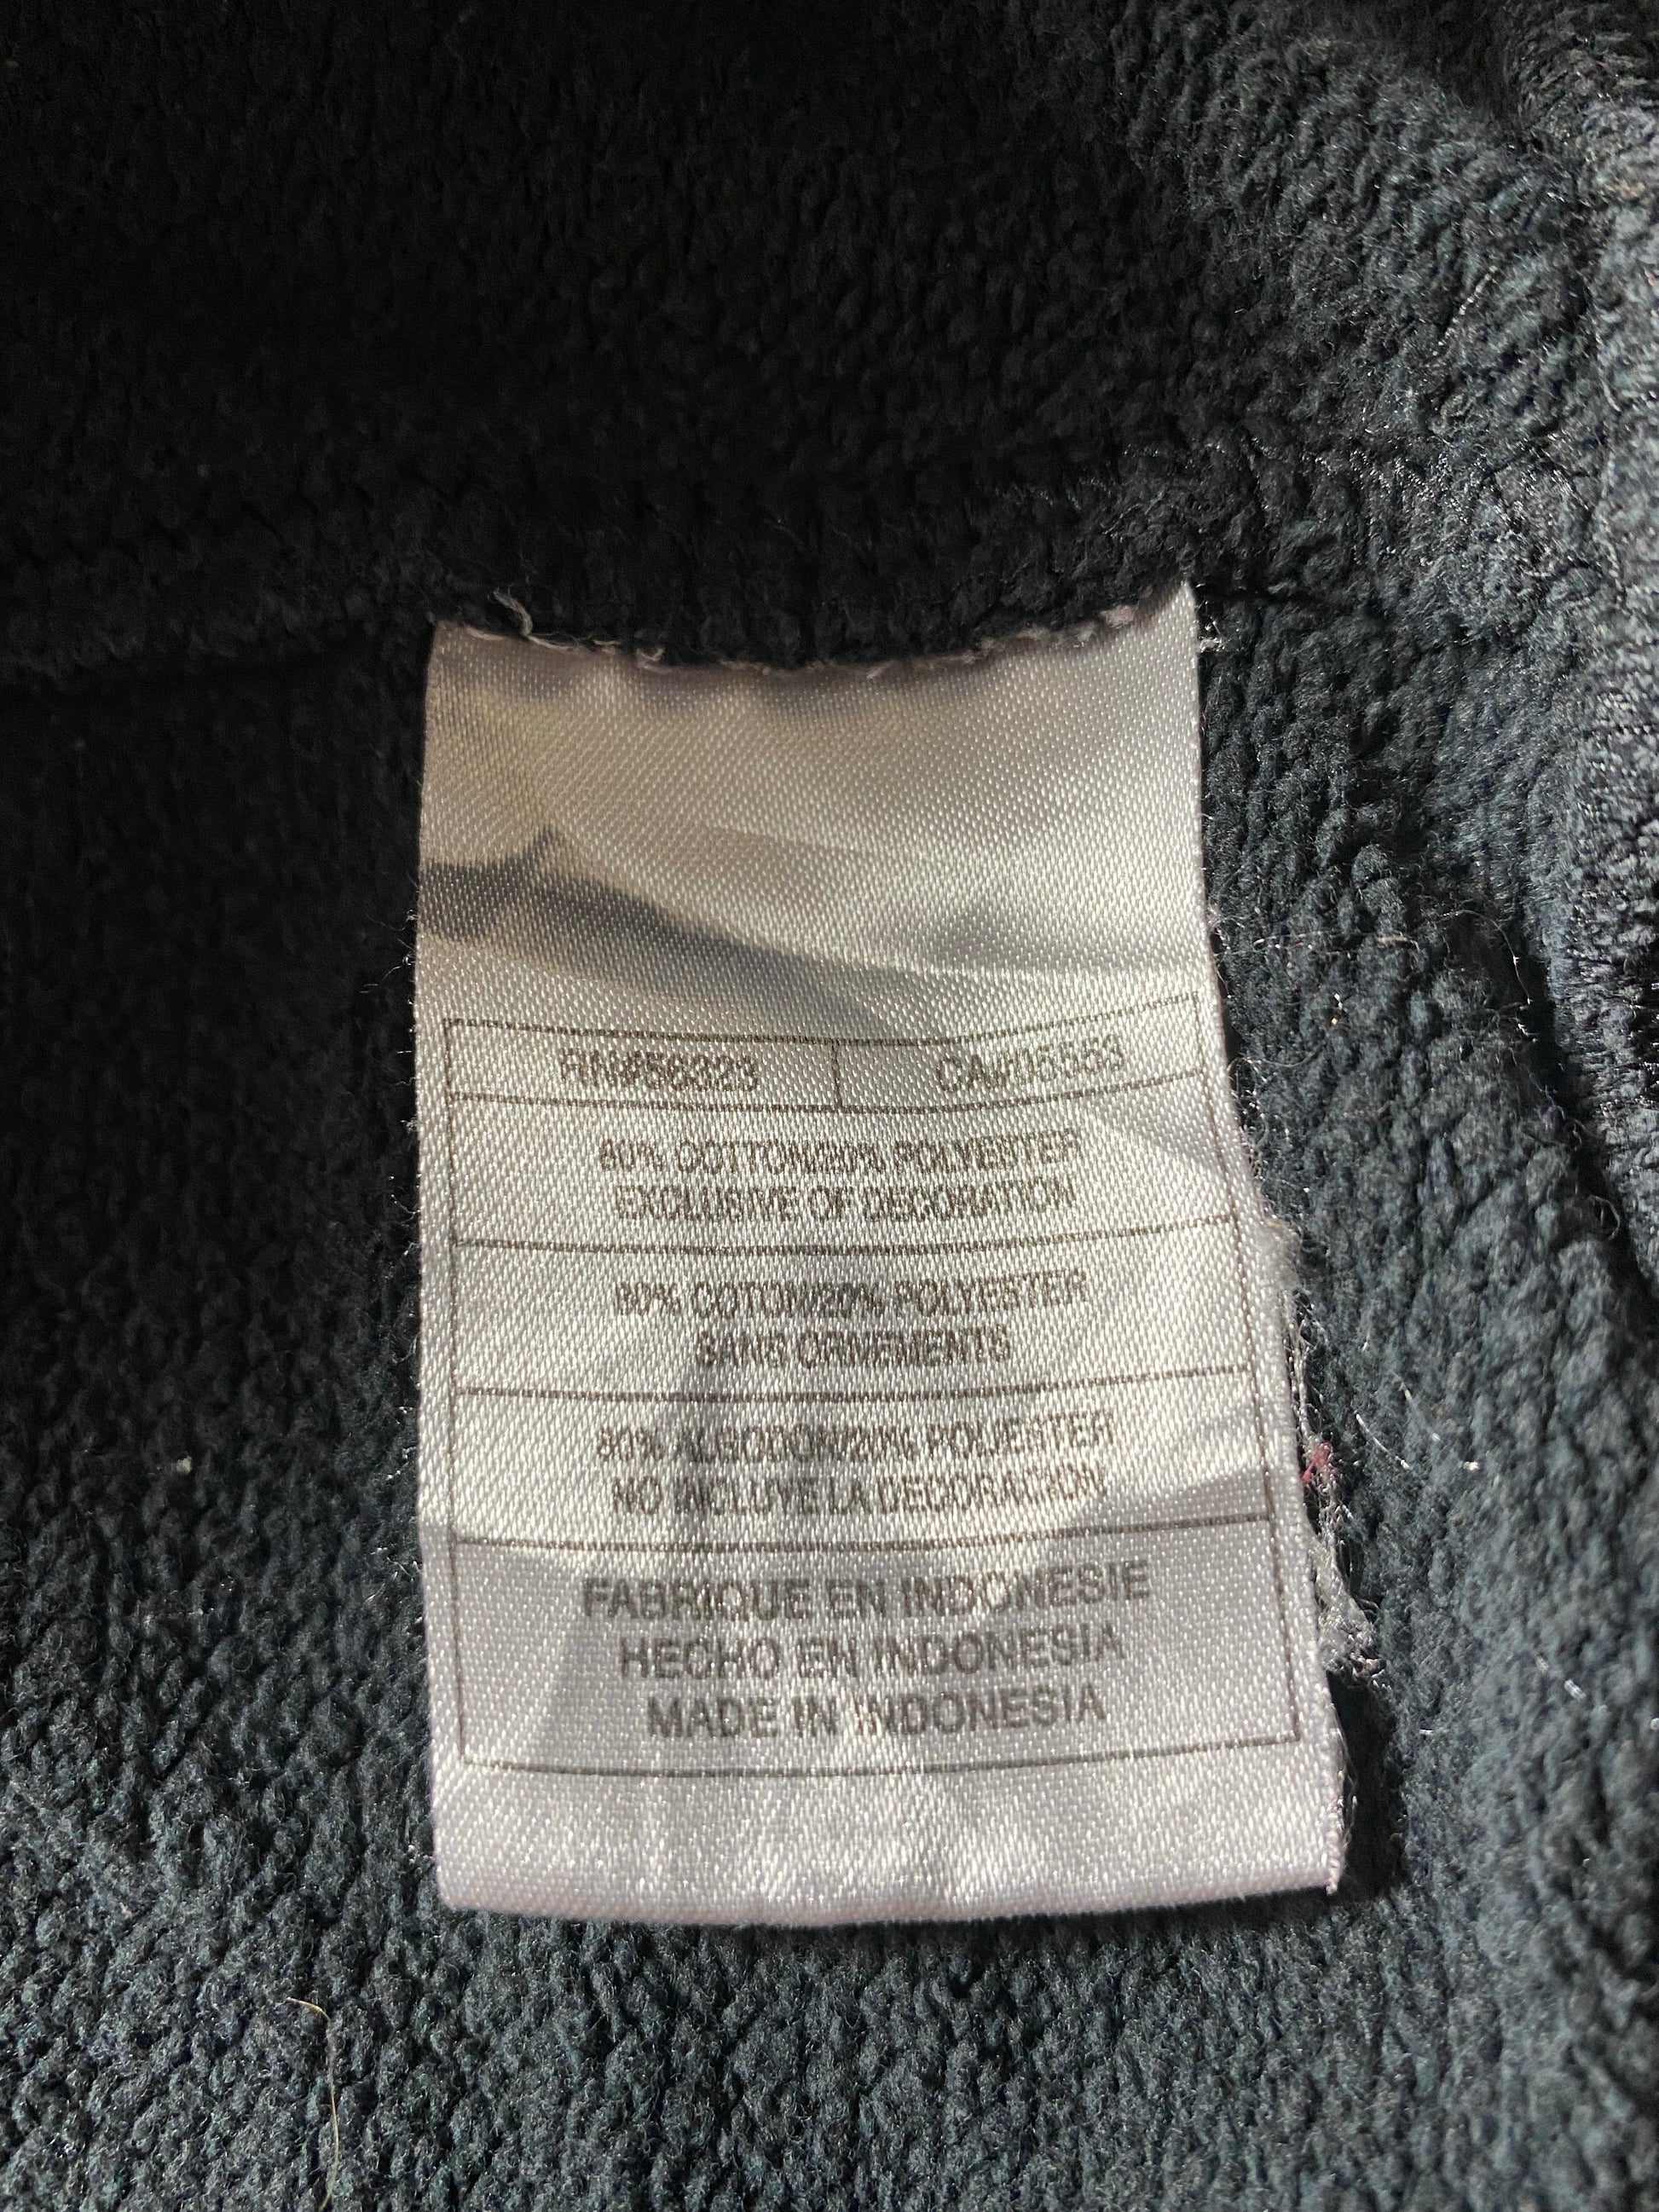 RN#56323 CA#15553
80% COTTON/20% POLYESTER
EXCLUSIVE OF DECORATION
80% COTON/20% POLYESTER
SANS ORNEMENTS
80% ALGODON/20% POLIESTER
NO INCLUYE LA DECORACION
FABRIQUE EN INDONESIE
HECHO EN INDONESIA
MADE IN INDONESIA